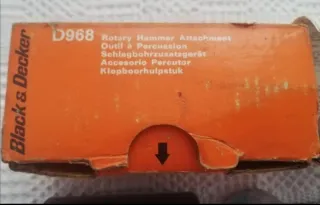 Black & Decker
D968 Rotary Hammer Attachment
Outil à Percussion
Schlagbohrzusatzgerät
Accesorio Percutor
Klopboorhulpstuk